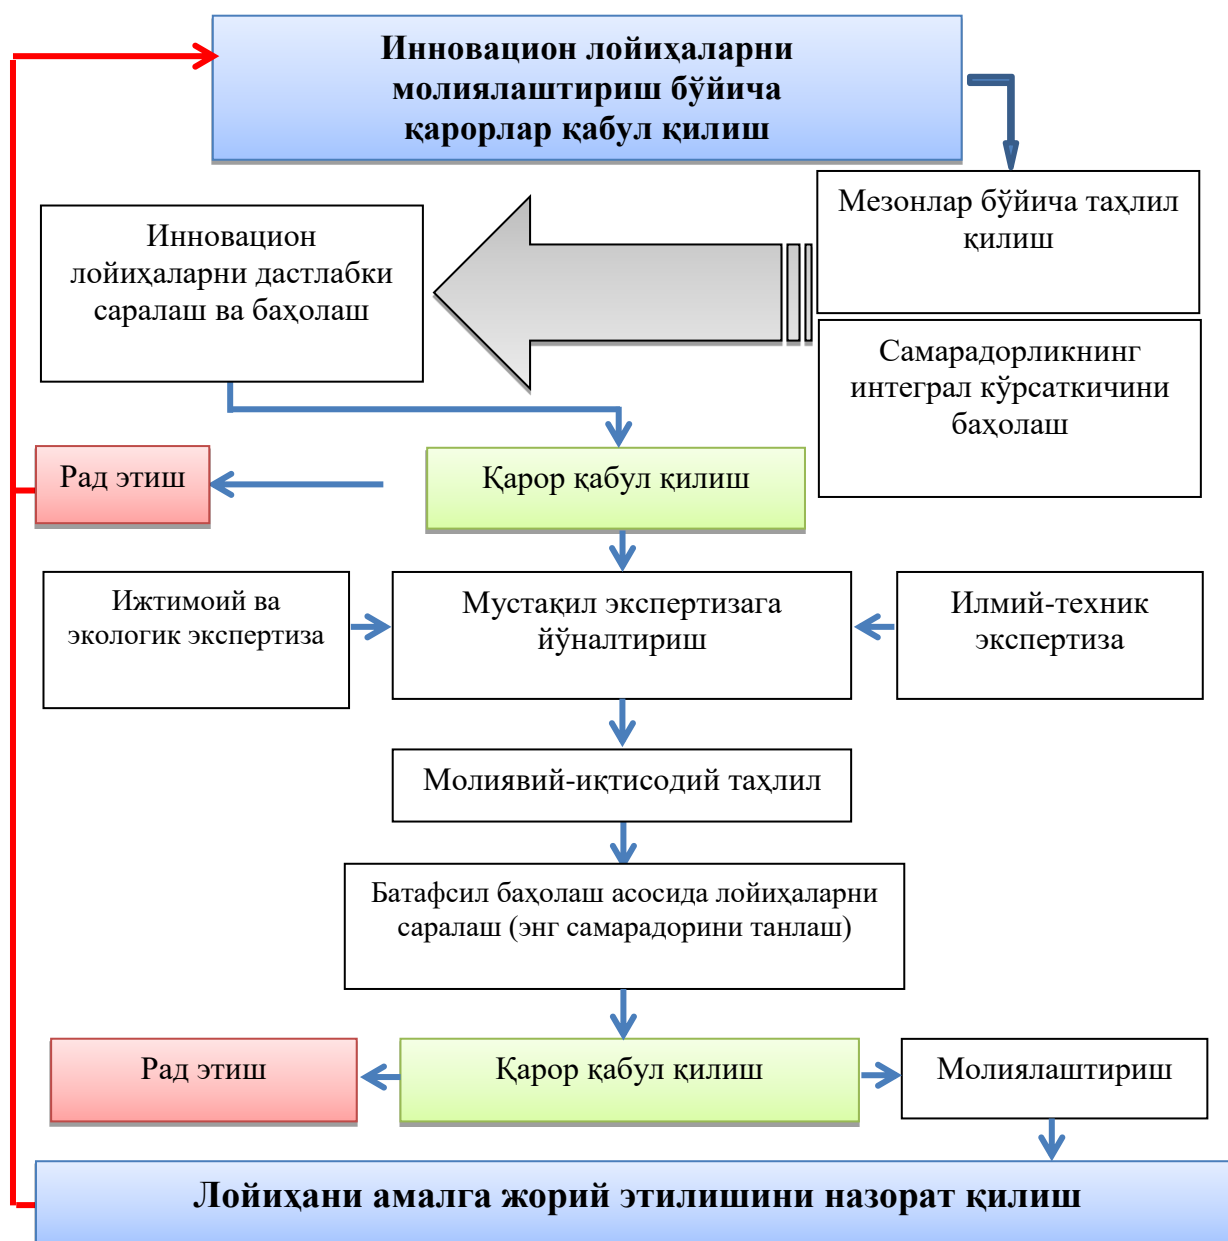 Инновацион лойиҳаларни
молиялаштириш бўйича
қарорлар қабул қилиш
Мезонлар бўйича таҳлил
қилиш
Инновацион
лойиҳаларни дастлабки
саралаш ва баҳолаш
Самарадорликнинг
интеграл кўрсаткичини
баҳолаш
Рад этиш
Қарор қабул қилиш
Ижтимоий ва
экологик экспертиза
Мустақил экспертизага
йўналтириш
Илмий-техник
экспертиза
Молиявий-иқтисодий таҳлил
Батафсил баҳолаш асосида лойиҳаларни
саралаш (энг самарадорини танлаш)
Рад этиш
Қарор қабул қилиш
Молиялаштириш
Лойиҳани амалга жорий этилишини назорат қилиш